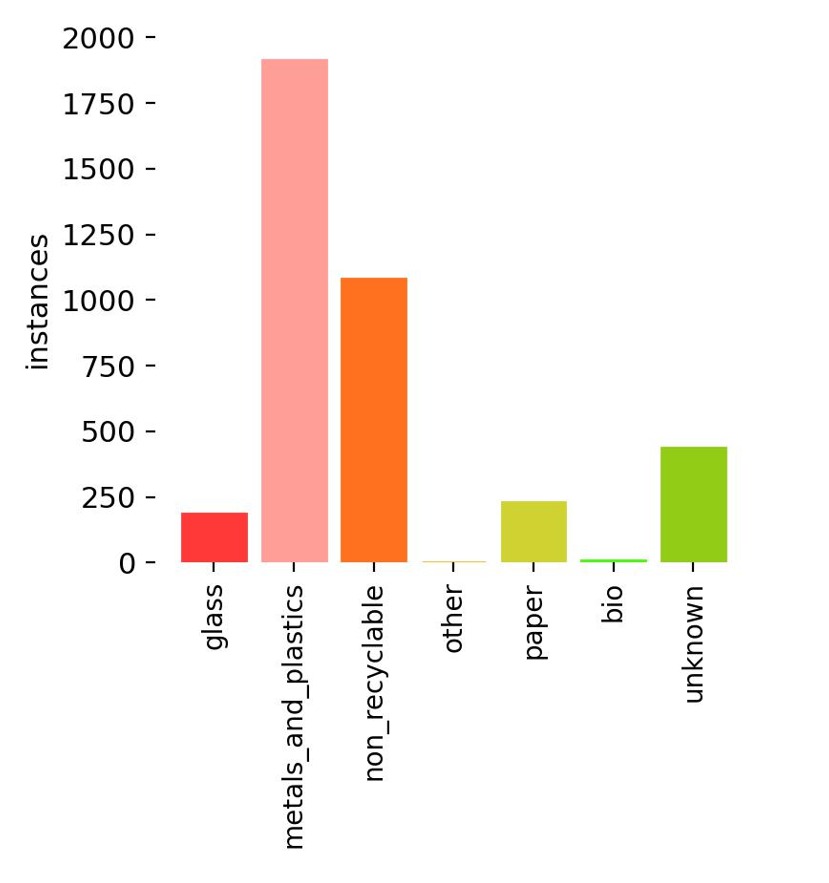 2000
1750
1500
1250
1000
750
500
250
0
instances
glass
metals_and_plastics
non_recyclable
other
paper
bio
unknown